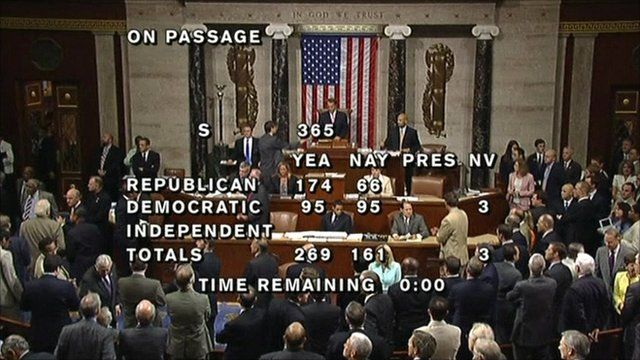 IN GOD WE TRUST
ON PASSAGE
S 365
YEA NAY PRES NV
REPUBLICAN 174 66
DEMOCRATIC 95 95 3
INDEPENDENT
TOTALS 269 161 3
TIME REMAINING 0:00